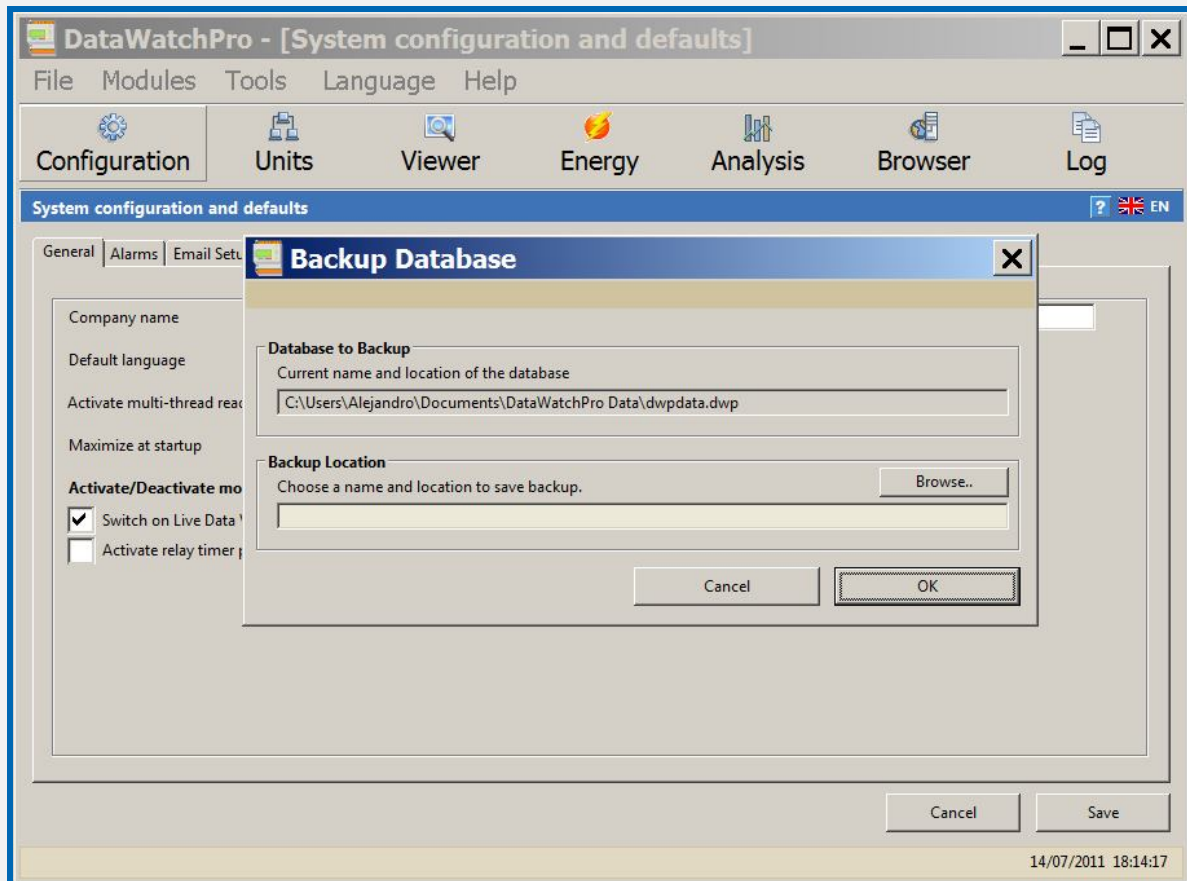 DataWatchPro - [System configuration and defaults]
File Modules Tools Language Help
Configuration Units Viewer Energy Analysis Browser Log
System configuration and defaults ? EN
General Alarms Email Setu
Backup Database
Company name
Default language
Activate multi-thread read
Maximize at startup
Activate/Deactivate mo
Switch on Live Data
Activate relay timer
Database to Backup
Current name and location of the database
C:\Users\Alejandro\Documents\DataWatchPro Data\dwpdata.dwp
Backup Location
Choose a name and location to save backup.
Browse..
Cancel OK
Cancel Save
14/07/2011 18:14:17